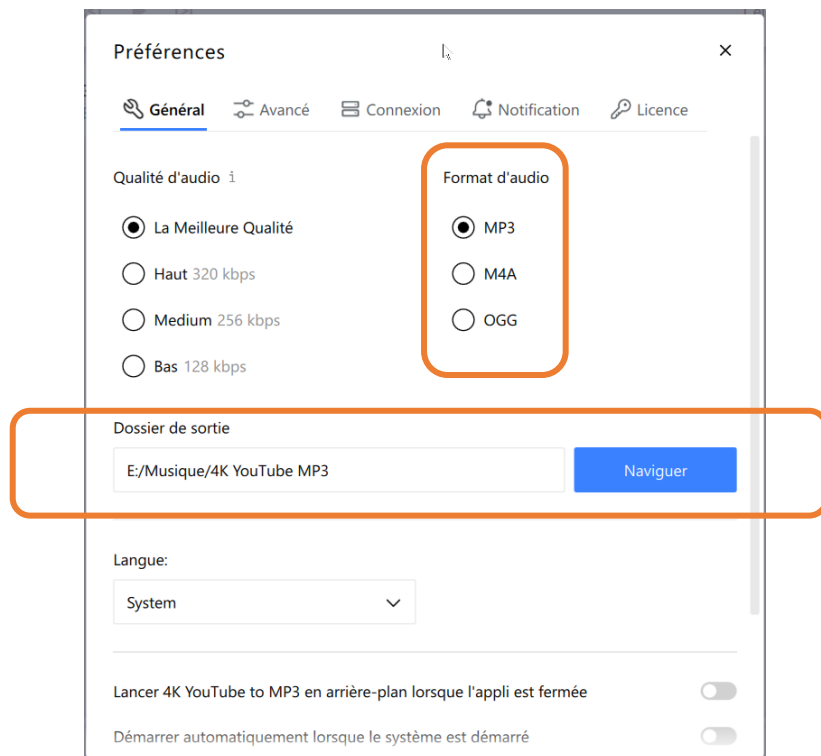 Préférences
Général Avancé Connexion Notification Licence
Qualité d'audio i
La Meilleure Qualité
Haut 320 kbps
Medium 256 kbps
Bas 128 kbps
Format d'audio
MP3
M4A
OGG
Dossier de sortie
E:/Musique/4K YouTube MP3
Naviguer
Langue:
System
Lancer 4K YouTube to MP3 en arrière-plan lorsque l'appli est fermée
Démarrer automatiquement lorsque le système est démarré